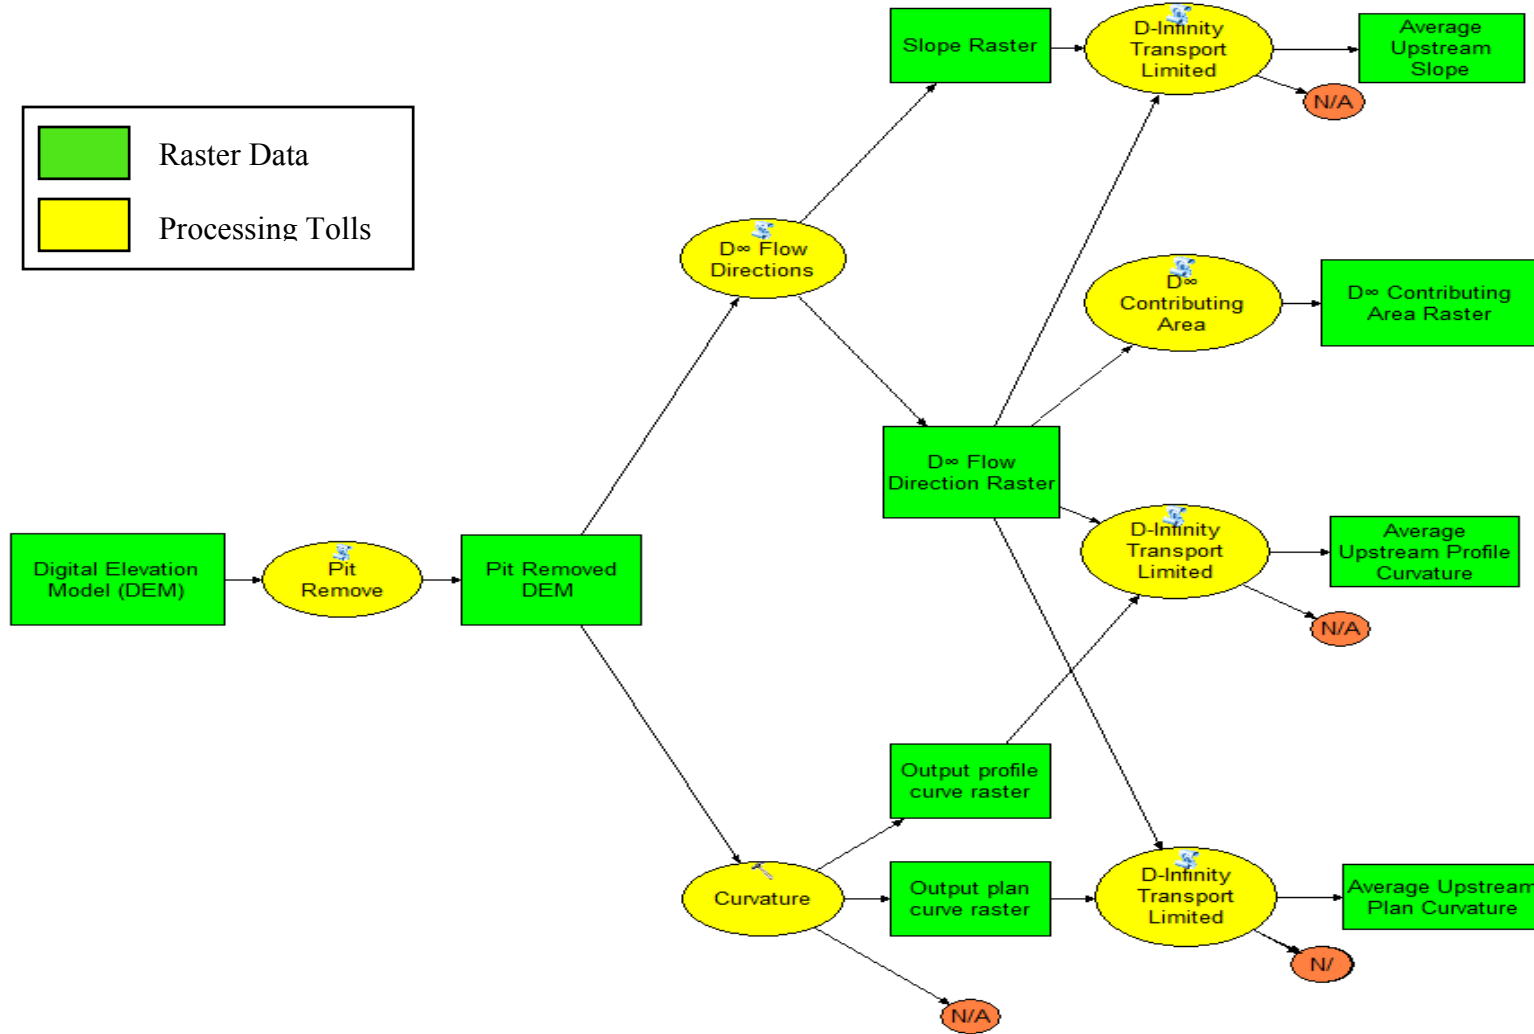 Raster Data
Processing Tolls
Digital Elevation
Model (DEM)
Pit
Remove
Pit Removed
DEM
D∞ Flow
Directions
Curvature
N/A
Slope Raster
D∞ Flow
Direction Raster
Output profile
curve raster
Output plan
curve raster
D-Infinity
Transport
Limited
N/A
Average
Upstream
Slope
D∞
Contributing
Area
D∞ Contributing
Area Raster
D-Infinity
Transport
Limited
N/A
Average
Upstream Profile
Curvature
D-Infinity
Transport
Limited
N/
Average Upstream
Plan Curvature